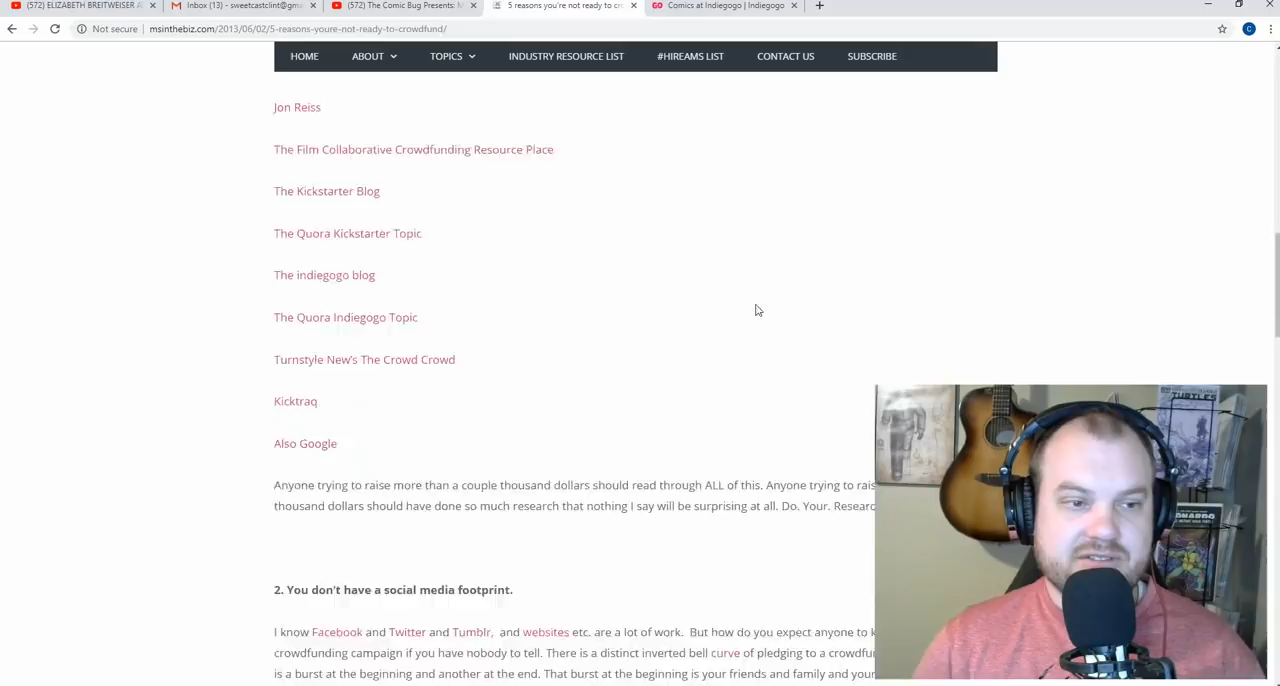 (572) ELIZABETH BREITWEISER A
Inbox (13) - sweetcastclint@gma
(572) The Comic Bug Presents: M
5 reasons you're not ready to cro
Comics at Indiegogo | Indiegogo
Not secure | msinthebiz.com/2013/06/02/5-reasons-youre-not-ready-to-crowdfund/
HOME ABOUT TOPICS INDUSTRY RESOURCE LIST #HIREAMS LIST CONTACT US SUBSCRIBE
Jon Reiss
The Film Collaborative Crowdfunding Resource Place
The Kickstarter Blog
The Quora Kickstarter Topic
The indiegogo blog
The Quora Indiegogo Topic
Turnstyle New's The Crowd Crowd
Kicktraq
Also Google
Anyone trying to raise more than a couple thousand dollars should read through ALL of this. Anyone trying to rais
thousand dollars should have done so much research that nothing I say will be surprising at all. Do. Your. Researc
2. You don't have a social media footprint.
I know Facebook and Twitter and Tumblr, and websites etc. are a lot of work. But how do you expect anyone to k
crowdfunding campaign if you have nobody to tell. There is a distinct inverted bell curve of pledging to a crowdfu
is a burst at the beginning and another at the end. That burst at the beginning is your friends and family and your
TURTLES